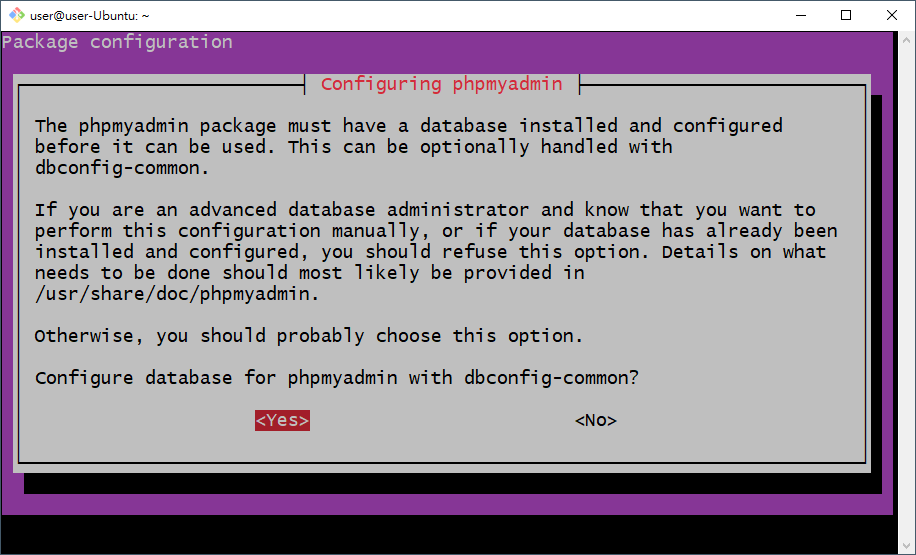 user@user-Ubuntu: ~
Package configuration
Configuring phpmyadmin
The phpmyadmin package must have a database installed and configured
before it can be used. This can be optionally handled with
dbconfig-common.
If you are an advanced database administrator and know that you want to
perform this configuration manually, or if your database has already been
installed and configured, you should refuse this option. Details on what
needs to be done should most likely be provided in
/usr/share/doc/phpmyadmin.
Otherwise, you should probably choose this option.
Configure database for phpmyadmin with dbconfig-common?
<Yes> <No>